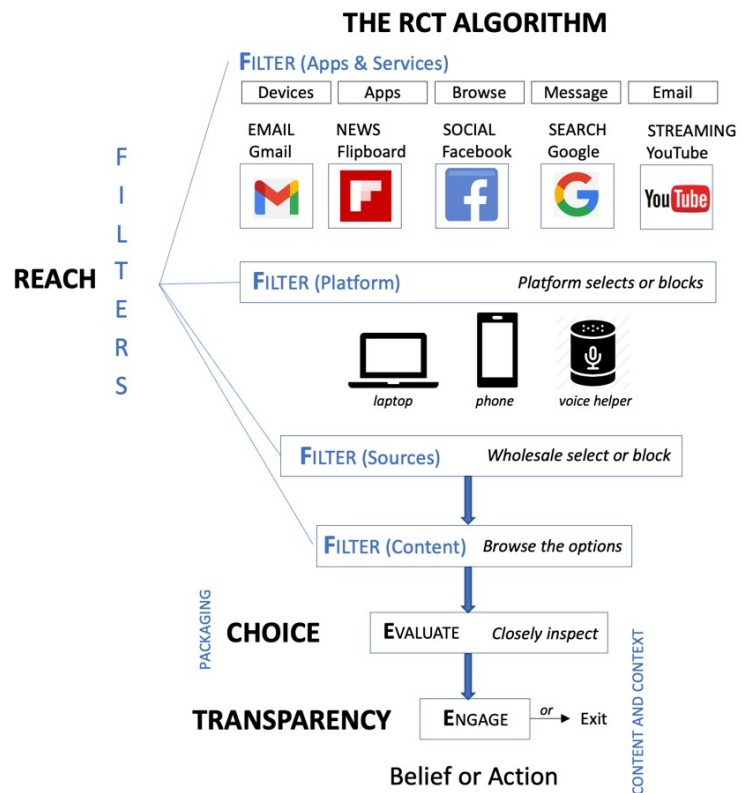 THE RCT ALGORITHM
FILTER (Apps & Services)
Devices Apps Browse Message Email
EMAIL NEWS SOCIAL SEARCH STREAMING
Gmail Flipboard Facebook Google YouTube
YouTube
FILTERS
REACH
FILTER (Platform) Platform selects or blocks
laptop phone voice helper
FILTER (Sources) Wholesale select or block
FILTER (Content) Browse the options
PACKAGING
CHOICE
EVALUATE Closely inspect
TRANSPARENCY
ENGAGE or Exit
CONTENT AND CONTEXT
Belief or Action